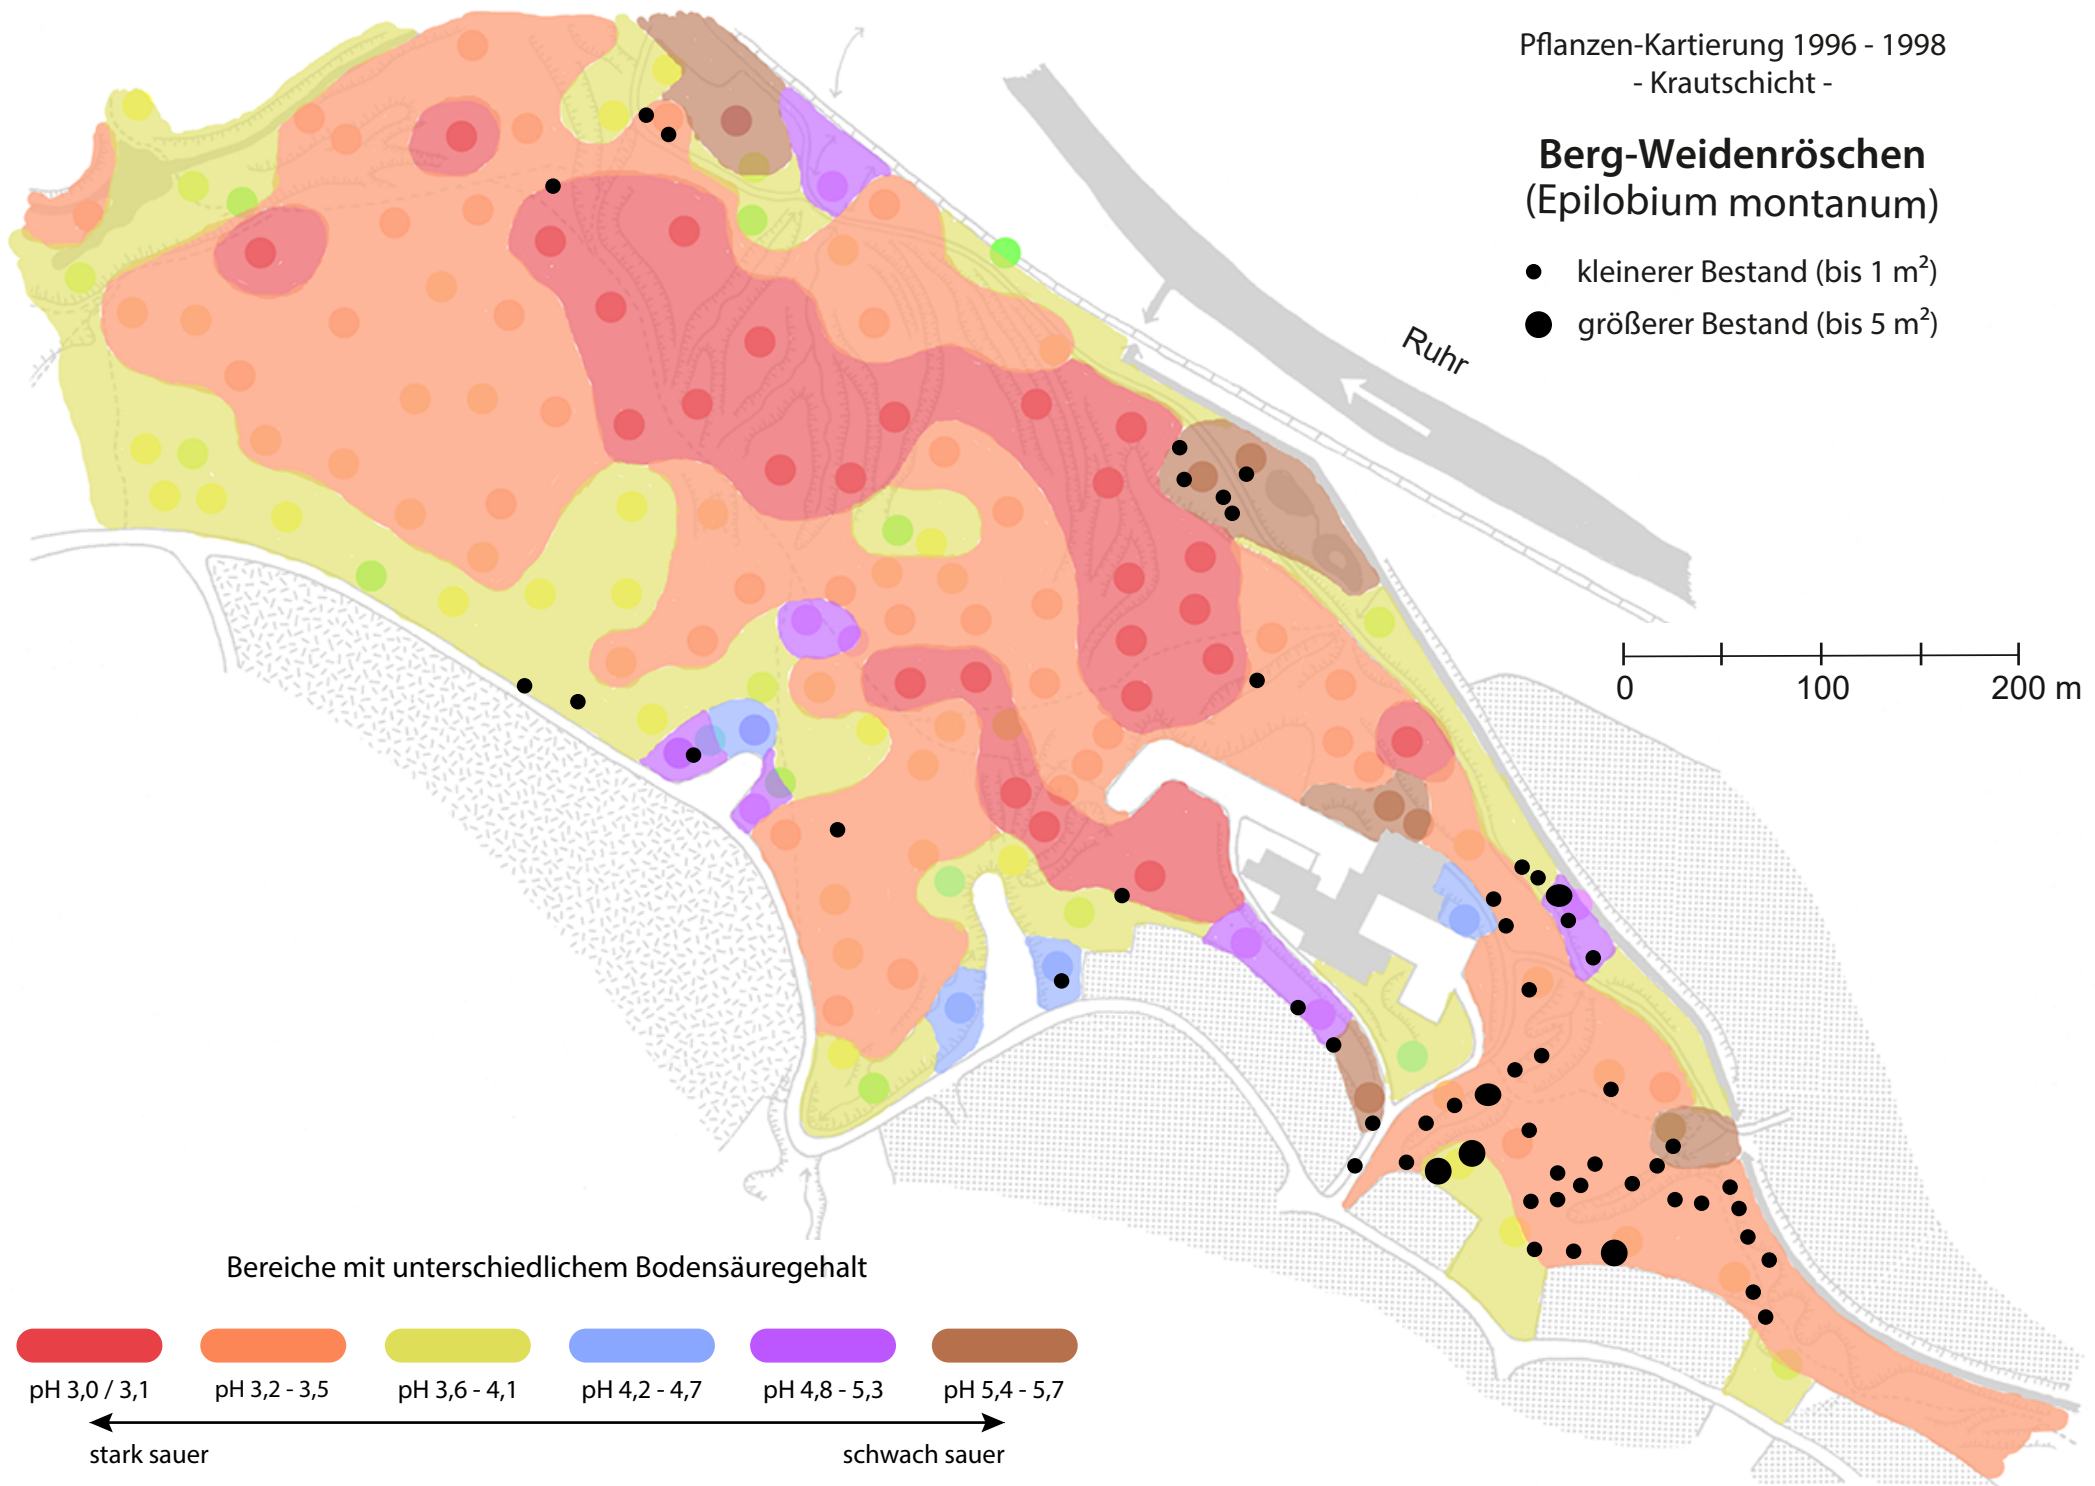 Pflanzen-Kartierung 1996 - 1998
- Krautschicht -
Berg-Weidenröschen
(Epilobium montanum)
kleinerer Bestand (bis 1 m²)
größerer Bestand (bis 5 m²)
Ruhr
0 100 200 m
Bereiche mit unterschiedlichem Bodensäuregehalt
pH 3,0 / 3,1 pH 3,2 - 3,5 pH 3,6 - 4,1 pH 4,2 - 4,7 pH 4,8 - 5,3 pH 5,4 - 5,7
stark sauer schwach sauer